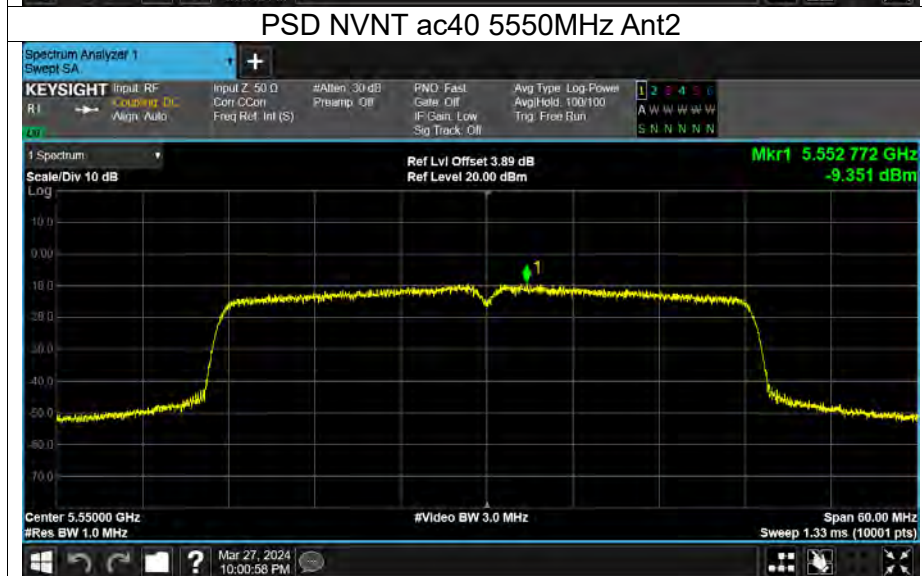 PSD NVNT ac40 5550MHz Ant2
Spectrum Analyzer 1
Swept SA
+
KEYSIGHT Input: RF Input Z: 50 Ω #Atten: 30 dB PNO: Fast Avg Type: Log-Power 1 2 3 4 5 6
Coupling: DC Corr CCorr Preamp: Off Gate: Off Avg|Hold: 100/100 A W W W W W
Align: Auto Freq Ref: Int (S) IF Gain: Low Trig: Free Run
Sig Track: Off S N N N N N
1 Spectrum
Ref Lvl Offset 3.89 dB Mkr1 5.552 772 GHz
Scale/Div 10 dB Ref Level 20.00 dBm -9.351 dBm
Log
10.0
0.00
1
-10.0
-20.0
-30.0
-40.0
-50.0
-60.0
-70.0
Center 5.55000 GHz #Video BW 3.0 MHz Span 60.00 MHz
#Res BW 1.0 MHz Sweep 1.33 ms (10001 pts)
? Mar 27, 2024
10:00:58 PM